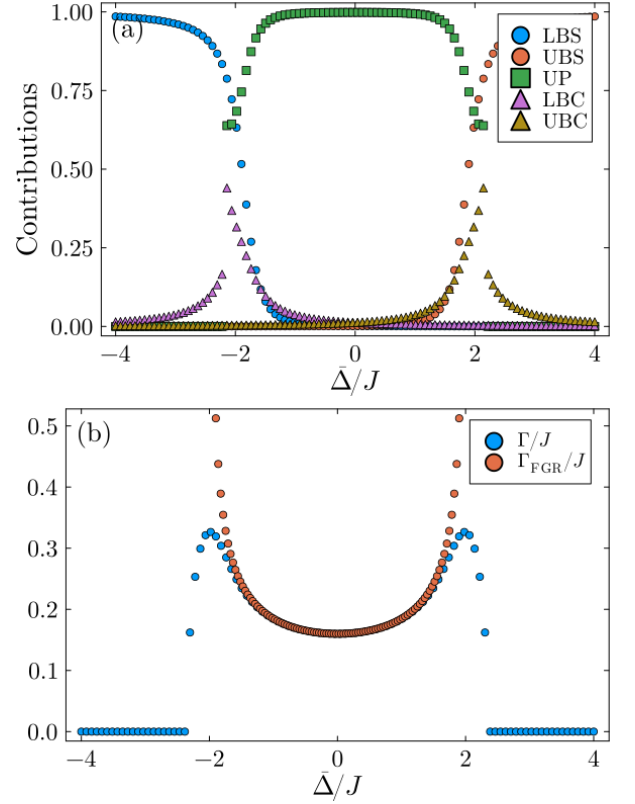 (a)
Contributions
1.00
0.75
0.50
0.25
0.00
LBS
UBS
UP
LBC
UBC
−4 −2 0 2 4
Δ̄/J
(b)
0.5
0.4
0.3
0.2
0.1
0.0
Γ/J
Γ_FGR/J
−4 −2 0 2 4
Δ̄/J